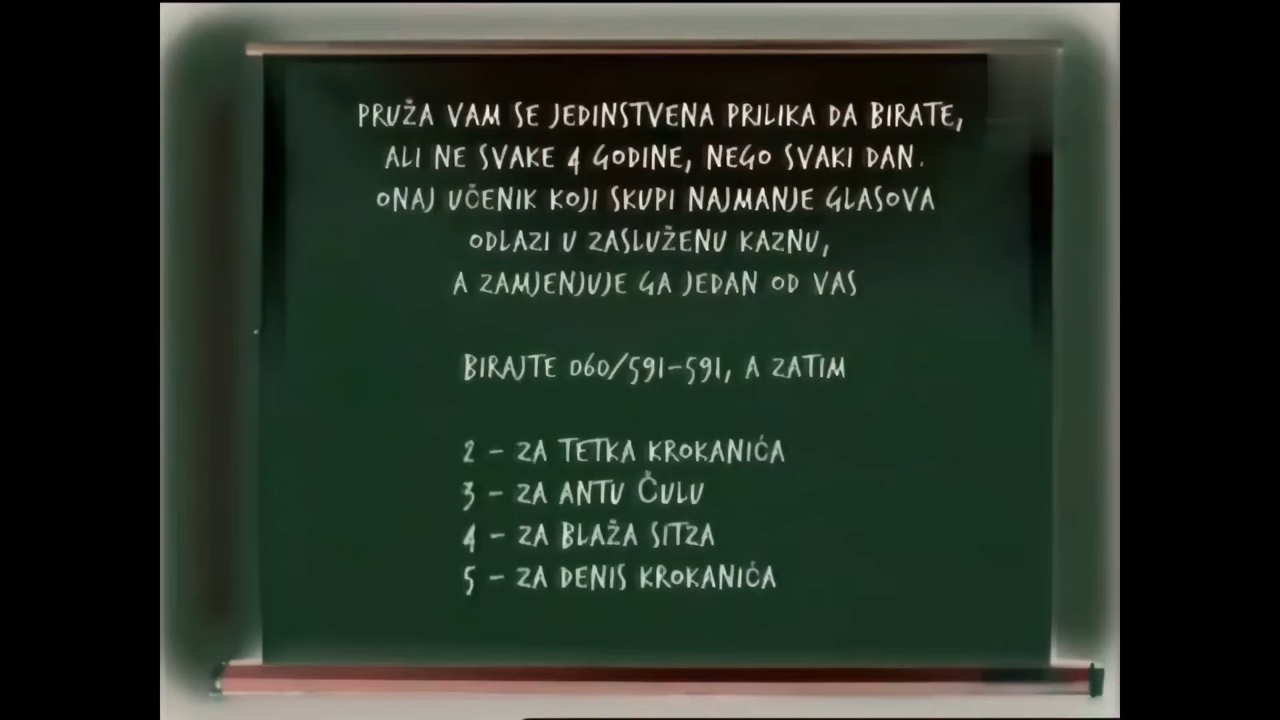 PRUŽA VAM SE JEDINSTVENA PRILIKA DA BIRATE,
ALI NE SVAKE 4 GODINE, NEGO SVAKI DAN.
ONAJ UČENIK KOJI SKUPI NAJMANJE GLASOVA
ODLAZI U ZASLUŽENU KAZNU,
A ZAMJENJUJE GA JEDAN OD VAS
BIRAJTE 060/591-591, A ZATIM
2 - ZA TETKA KROKANIĆA
3 - ZA ANTU ČULU
4 - ZA BLAŽA SITZA
5 - ZA DENIS KROKANIĆA